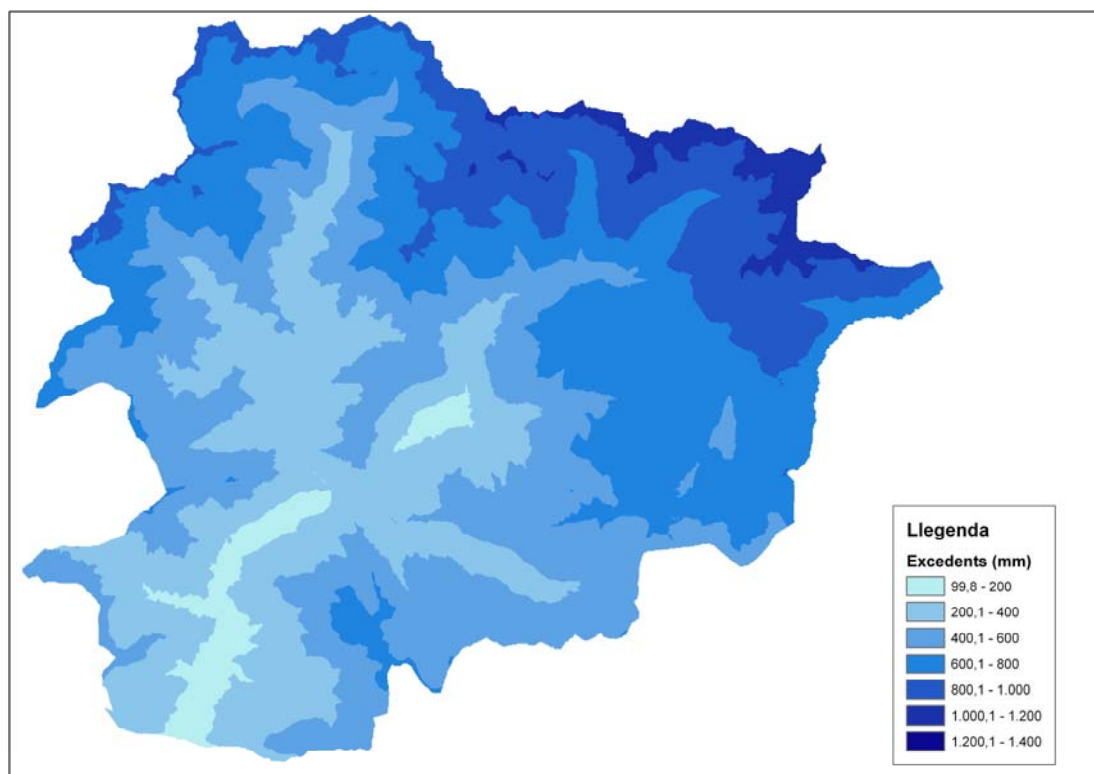 Llegenda
Excedents (mm)
99,8 - 200
200,1 - 400
400,1 - 600
600,1 - 800
800,1 - 1.000
1.000,1 - 1.200
1.200,1 - 1.400